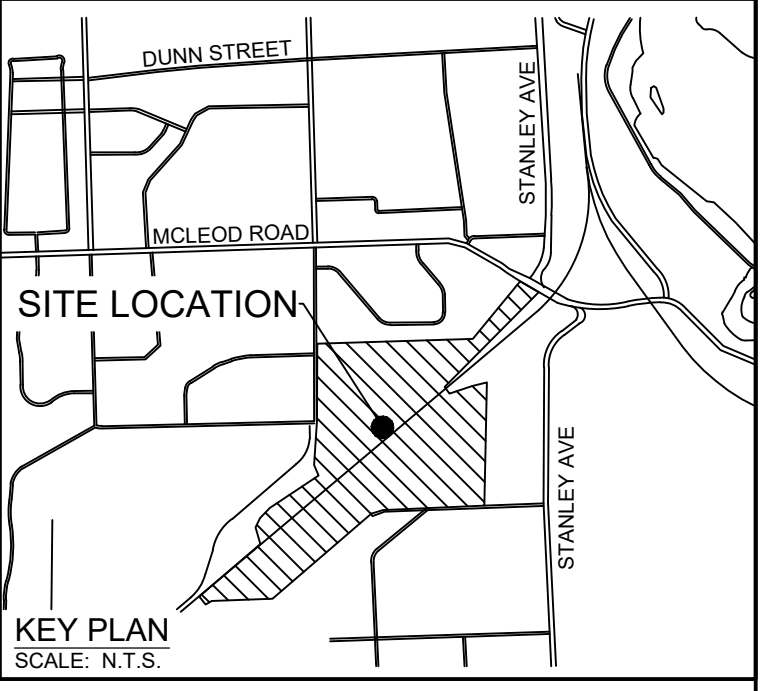 DUNN STREET
STANLEY AVE
MCLEOD ROAD
SITE LOCATION
STANLEY AVE
KEY PLAN
SCALE: N.T.S.